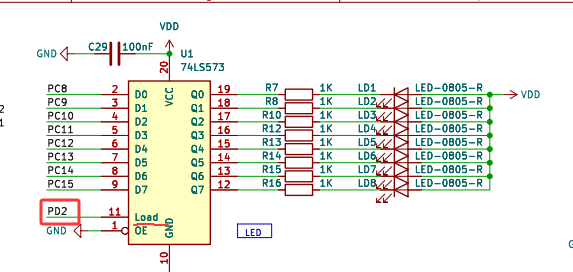 VDD
C29 100nF
GND
U1
74LS573
20
VCC
PC8 2 D0 Q0 19 R7 1K LD1 LED-0805-R VDD
PC9 3 D1 Q1 18 R8 1K LD2 LED-0805-R
PC10 4 D2 Q2 17 R10 1K LD3 LED-0805-R
PC11 5 D3 Q3 16 R12 1K LD4 LED-0805-R
PC12 6 D4 Q4 15 R13 1K LD5 LED-0805-R
PC13 7 D5 Q5 14 R14 1K LD6 LED-0805-R
PC14 8 D6 Q6 13 R15 1K LD7 LED-0805-R
PC15 9 D7 Q7 12 R16 1K LD8 LED-0805-R
PD2 11 Load
GND 1 OE
GND
10
LED
2
1
G